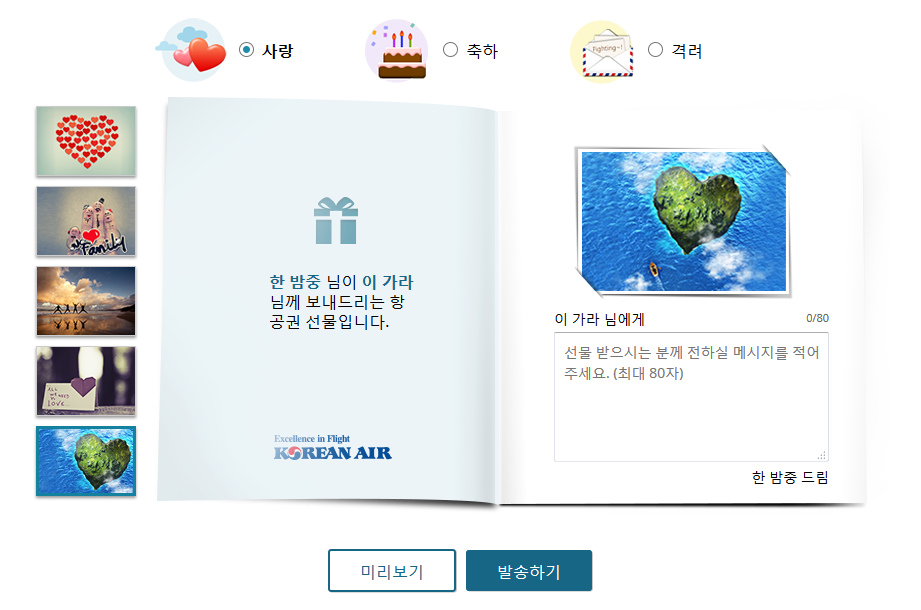 사랑
축하
Fighting~!
격려
Family
ALL
WE NEED
LOVE
한 밤중 님이 이 가라
님께 보내드리는 항
공권 선물입니다.
Excellence in Flight
KOREAN AIR
이 가라 님에게
0/80
선물 받으시는 분께 전하실 메시지를 적어
주세요. (최대 80자)
한 밤중 드림
미리보기
발송하기